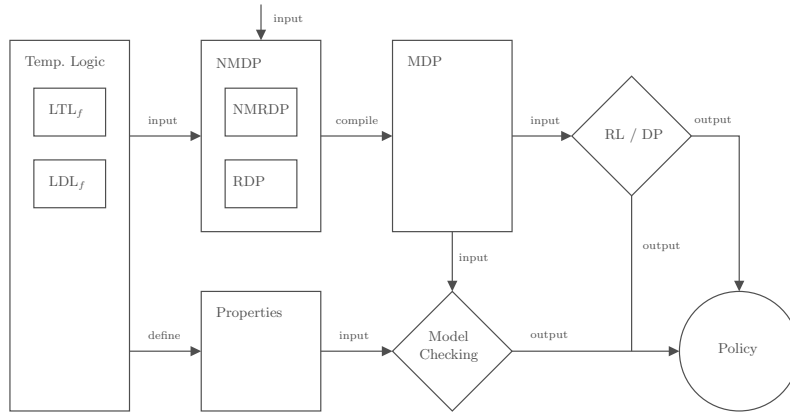 input
Temp. Logic
NMDP
MDP
LTL_f
NMRDP
input
compile
input
RL / DP
output
LDL_f
RDP
output
input
Properties
define
input
Model
Checking
output
Policy